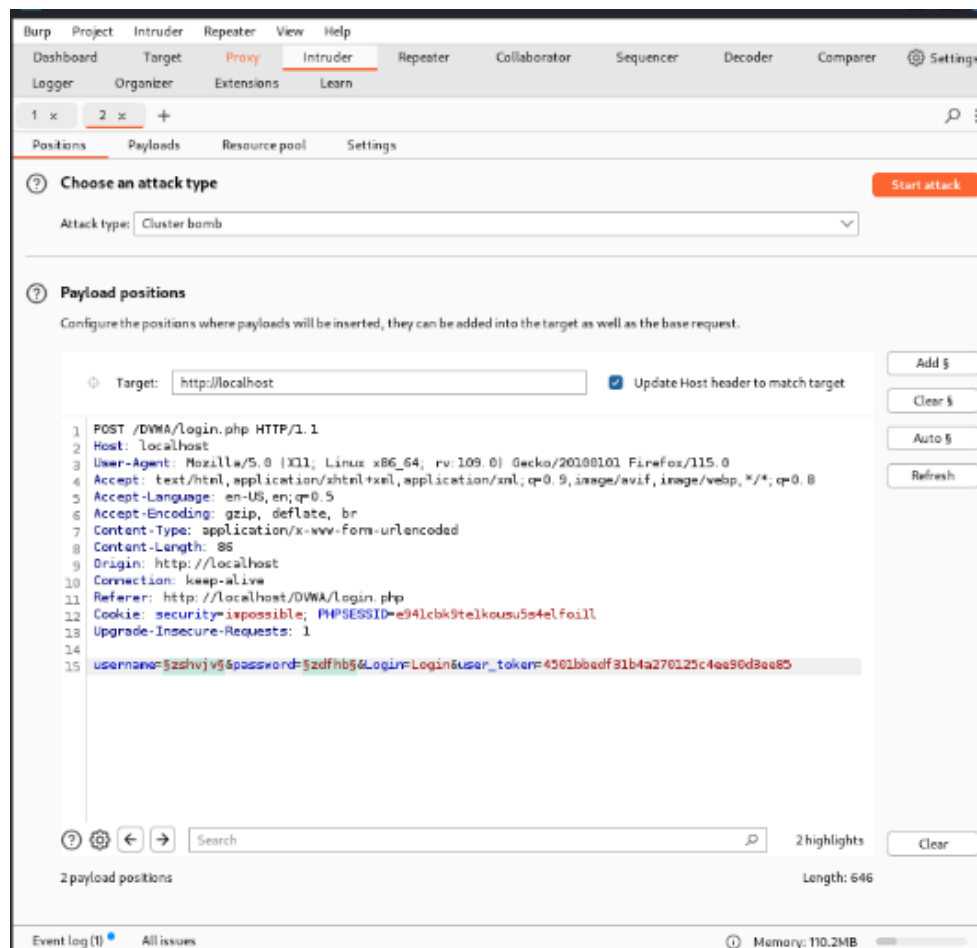 Burp Project Intruder Repeater View Help
Dashboard Target Proxy Intruder Repeater Collaborator Sequencer Decoder Comparer Settings
Logger Organizer Extensions Learn
1 x 2 x +
Positions Payloads Resource pool Settings
? Choose an attack type Start attack
Attack type: Cluster bomb
? Payload positions
Configure the positions where payloads will be inserted, they can be added into the target as well as the base request.
Add §
Target: http://localhost Update Host header to match target
Clear §
Auto §
Refresh
1 POST /DVWA/login.php HTTP/1.1
2 Host: localhost
3 User-Agent: Mozilla/5.0 (X11; Linux x86_64; rv:109.0) Gecko/20100101 Firefox/115.0
4 Accept: text/html,application/xhtml+xml,application/xml;q=0.9,image/avif,image/webp,*/*;q=0.8
5 Accept-Language: en-US,en;q=0.5
6 Accept-Encoding: gzip, deflate, br
7 Content-Type: application/x-www-form-urlencoded
8 Content-Length: 86
9 Origin: http://localhost
10 Connection: keep-alive
11 Referer: http://localhost/DVWA/login.php
12 Cookie: security=impossible; PHPSESSID=e941cbk9te1kousu5s4elfoill
13 Upgrade-Insecure-Requests: 1
14
15 username=§zshvjv§&password=§zdfhb§&Login=Login&user_token=4501bbedf31b4a270125c4ee90d3ee85
? Search 2 highlights Clear
2 payload positions Length: 646
Event log (1) All issues Memory: 110.2MB